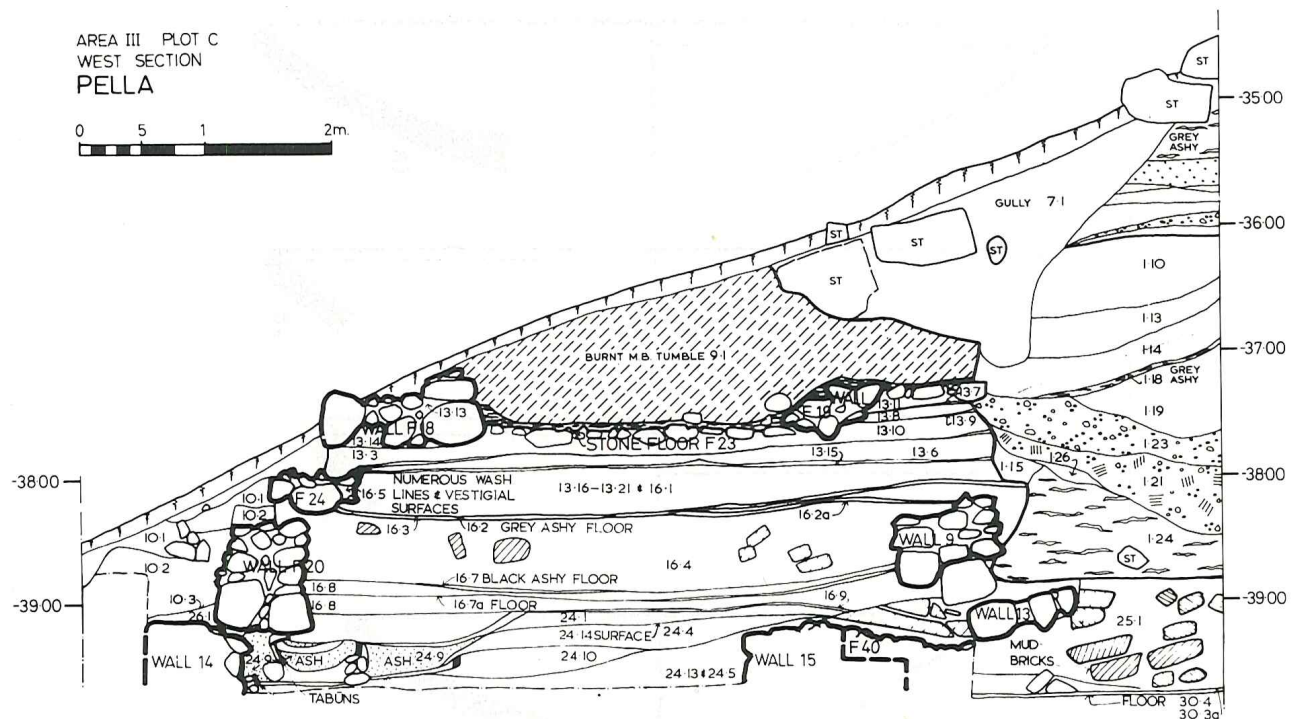 AREA III PLOT C
WEST SECTION
PELLA
0 5 1 2m.
ST
ST
-35·00
GREY
ASHY
GULLY 7·1
-36·00
ST
ST
ST
ST
1·10
1·13
1·14
-37·00
BURNT M.B. TUMBLE 9·1
1·18
GREY
ASHY
1·19
13·13
WALL
F 19
13·11
13·7
13·8
13·9
13·10
WALL F 18
13·14
13·3
STONE FLOOR F 23
13·15
13·6
1·23
1·26
1·15
1·21
-38·00
-38·00
NUMEROUS WASH
LINES & VESTIGIAL
SURFACES
13·16–13·21 & 16·1
10·1
F 24
16·5
10·2
16·3
16·2 GREY ASHY FLOOR
16·2a
10·1
WALL 9
1·24
ST
10·2
WALL F 20
16·4
16·7 BLACK ASHY FLOOR
16·8
16·9
-39·00
-39·00
10·3
16·8
16·7a FLOOR
26·1
24·1
WALL 13
25·1
24·14 SURFACE
24·4
WALL 14
24·9
ASH
ASH
24·9
24·10
WALL 15
F 40
MUD-
BRICKS
24·13 & 24·5
TABŪNS
FLOOR
30·4
30·3a